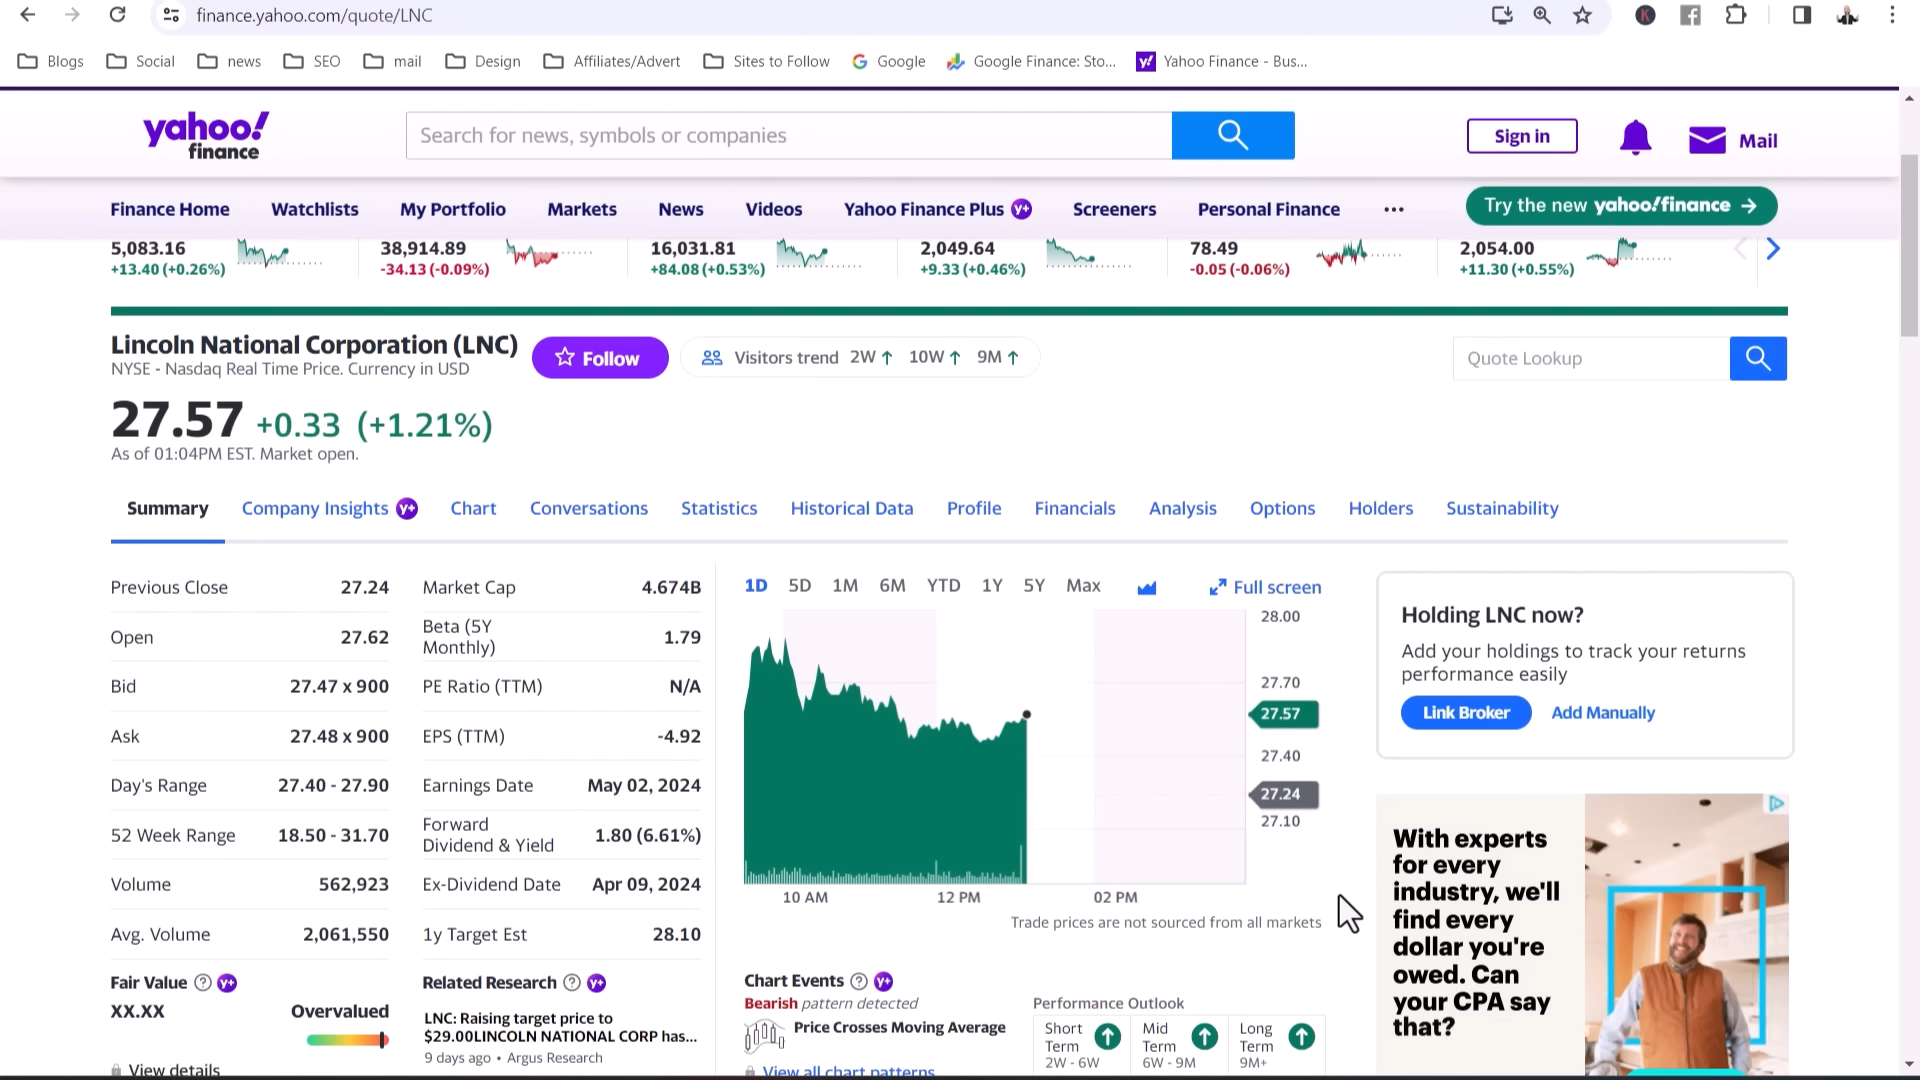 finance.yahoo.com/quote/LNC
Blogs Social news SEO mail Design Affiliates/Advert Sites to Follow Google Google Finance: Sto... Yahoo Finance - Bus...
yahoo!
finance
Search for news, symbols or companies
Sign in
Mail
Finance Home Watchlists My Portfolio Markets News Videos Yahoo Finance Plus y+ Screeners Personal Finance ...
Try the new yahoo!finance →
5,083.16 38,914.89 16,031.81 2,049.64 78.49 2,054.00
+13.40 (+0.26%) -34.13 (-0.09%) +84.08 (+0.53%) +9.33 (+0.46%) -0.05 (-0.06%) +11.30 (+0.55%)
Lincoln National Corporation (LNC)
NYSE - Nasdaq Real Time Price. Currency in USD
Follow
Visitors trend 2W↑ 10W↑ 9M↑
Quote Lookup
27.57 +0.33 (+1.21%)
As of 01:04PM EST. Market open.
Summary Company Insights y+ Chart Conversations Statistics Historical Data Profile Financials Analysis Options Holders Sustainability
Previous Close 27.24
Open 27.62
Bid 27.47 x 900
Ask 27.48 x 900
Day's Range 27.40 - 27.90
52 Week Range 18.50 - 31.70
Volume 562,923
Avg. Volume 2,061,550
Market Cap 4.674B
Beta (5Y
Monthly) 1.79
PE Ratio (TTM) N/A
EPS (TTM) -4.92
Earnings Date May 02, 2024
Forward
Dividend & Yield 1.80 (6.61%)
Ex-Dividend Date Apr 09, 2024
1y Target Est 28.10
1D 5D 1M 6M YTD 1Y 5Y Max
Full screen
28.00
27.70
27.57
27.40
27.24
27.10
10 AM 12 PM 02 PM
Trade prices are not sourced from all markets
Holding LNC now?
Add your holdings to track your returns
performance easily
Link Broker Add Manually
With experts
for every
industry, we'll
find every
dollar you're
owed. Can
your CPA say
that?
Fair Value ? y+
XX.XX Overvalued
View details
Related Research ? y+
LNC: Raising target price to
$29.00LINCOLN NATIONAL CORP has...
9 days ago • Argus Research
Chart Events ? y+
Bearish pattern detected
Price Crosses Moving Average
View all chart patterns
Performance Outlook
Short
Term
2W - 6W
Mid
Term
6W - 9M
Long
Term
9M+